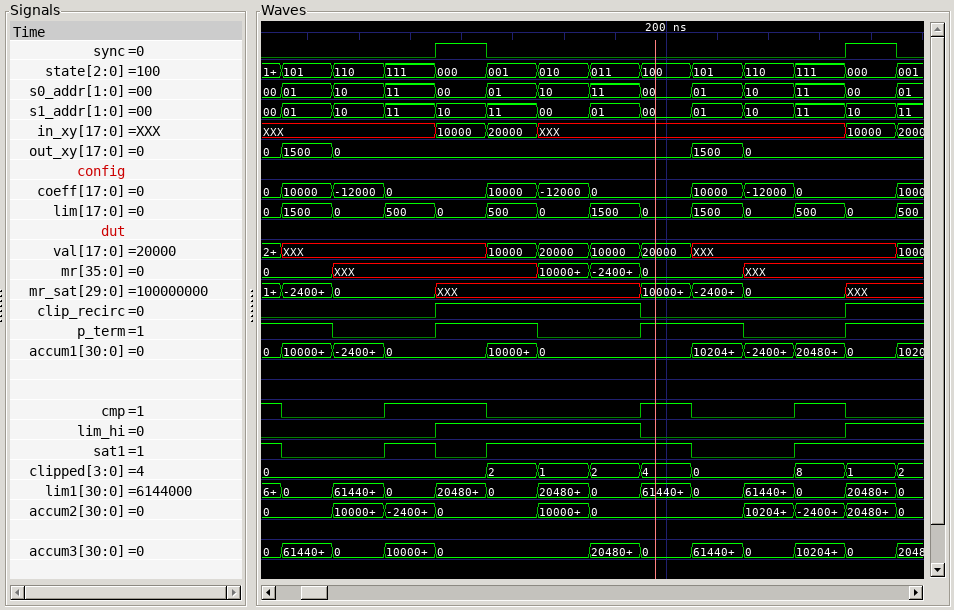 Signals
Waves
Time
200 ns
sync=0
state[2:0]=100
1+ 101 110 111 000 001 010 011 100 101 110 111 000 001
s0_addr[1:0]=00
00 01 10 11 00 01 10 11 00 01 10 11 00 01
s1_addr[1:0]=00
00 01 10 11 10 11 00 01 00 01 10 11 10 11
in_xy[17:0]=XXX
XXX 10000 20000 XXX 10000 2000
out_xy[17:0]=0
0 1500 0 1500 0
config
coeff[17:0]=0
0 10000 -12000 0 10000 -12000 0 10000 -12000 0 1000
lim[17:0]=0
0 1500 0 500 0 500 0 1500 0 1500 0 500 0 500
dut
val[17:0]=20000
2+ XXX 10000 20000 10000 20000 XXX 1000
mr[35:0]=0
0 XXX 10000+ -2400+ 0 XXX
mr_sat[29:0]=100000000
1+ -2400+ 0 XXX 10000+ -2400+ 0 XXX
clip_recirc=0
p_term=1
accum1[30:0]=0
0 10000+ -2400+ 0 10000+ 0 10204+ -2400+ 20480+ 0 1020
cmp=1
lim_hi=0
sat1=1
clipped[3:0]=4
0 2 1 2 4 0 8 1 2
lim1[30:0]=6144000
6+ 0 61440+ 0 20480+ 0 20480+ 0 61440+ 0 61440+ 0 20480+ 0
accum2[30:0]=0
0 10000+ -2400+ 0 10000+ 0 10204+ -2400+ 20480+ 0
accum3[30:0]=0
0 61440+ 0 10000+ 0 20480+ 0 61440+ 0 10204+ 0 2048